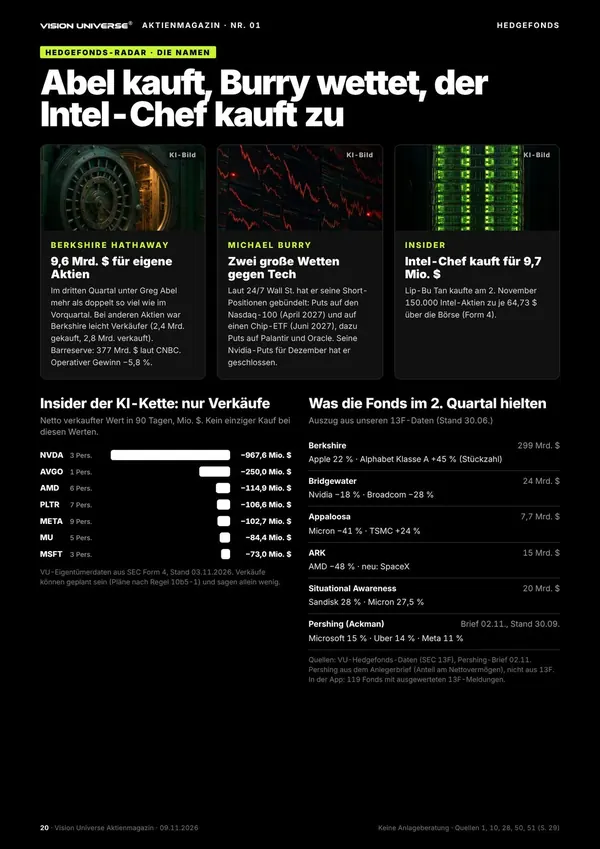 VISION UNIVERSE® AKTIENMAGAZIN · NR. 01
HEDGEFONDS
HEDGEFONDS-RADAR · DIE NAMEN
Abel kauft, Burry wettet, der
Intel-Chef kauft zu
KI-Bild
BERKSHIRE HATHAWAY
9,6 Mrd. $ für eigene
Aktien
Im dritten Quartal unter Greg Abel
mehr als doppelt so viel wie im
Vorquartal. Bei anderen Aktien war
Berkshire leicht Verkäufer (2,4 Mrd.
gekauft, 2,8 Mrd. verkauft).
Barreserve: 377 Mrd. $ laut CNBC.
Operativer Gewinn −5,8 %.
KI-Bild
MICHAEL BURRY
Zwei große Wetten
gegen Tech
Laut 24/7 Wall St. hat er seine Short-
Positionen gebündelt: Puts auf den
Nasdaq-100 (April 2027) und auf
einen Chip-ETF (Juni 2027), dazu
Puts auf Palantir und Oracle. Seine
Nvidia-Puts für Dezember hat er
geschlossen.
KI-Bild
INSIDER
Intel-Chef kauft für 9,7
Mio. $
Lip-Bu Tan kaufte am 2. November
150.000 Intel-Aktien zu je 64,73 $
über die Börse (Form 4).
Insider der KI-Kette: nur Verkäufe
Netto verkaufter Wert in 90 Tagen, Mio. $. Kein einziger Kauf bei
diesen Werten.
NVDA 3 Pers. −967,6 Mio. $
AVGO 1 Pers. −250,0 Mio. $
AMD 6 Pers. −114,9 Mio. $
PLTR 7 Pers. −106,6 Mio. $
META 9 Pers. −102,7 Mio. $
MU 5 Pers. −84,4 Mio. $
MSFT 3 Pers. −73,0 Mio. $
VU-Eigentümerdaten aus SEC Form 4, Stand 03.11.2026. Verkäufe
können geplant sein (Pläne nach Regel 10b5-1) und sagen allein wenig.
Was die Fonds im 2. Quartal hielten
Auszug aus unseren 13F-Daten (Stand 30.06.)
Berkshire 299 Mrd. $
Apple 22 % · Alphabet Klasse A +45 % (Stückzahl)
Bridgewater 24 Mrd. $
Nvidia −18 % · Broadcom −28 %
Appaloosa 7,7 Mrd. $
Micron −41 % · TSMC +24 %
ARK 15 Mrd. $
AMD −48 % · neu: SpaceX
Situational Awareness 20 Mrd. $
Sandisk 28 % · Micron 27,5 %
Pershing (Ackman) Brief 02.11., Stand 30.09.
Microsoft 15 % · Uber 14 % · Meta 11 %
Quellen: VU-Hedgefonds-Daten (SEC 13F), Pershing-Brief 02.11.
Pershing aus dem Anlegerbrief (Anteil am Nettovermögen), nicht aus 13F.
In der App: 119 Fonds mit ausgewerteten 13F-Meldungen.
20 · Vision Universe Aktienmagazin · 09.11.2026
Keine Anlageberatung · Quellen 1, 10, 28, 50, 51 (S. 29)